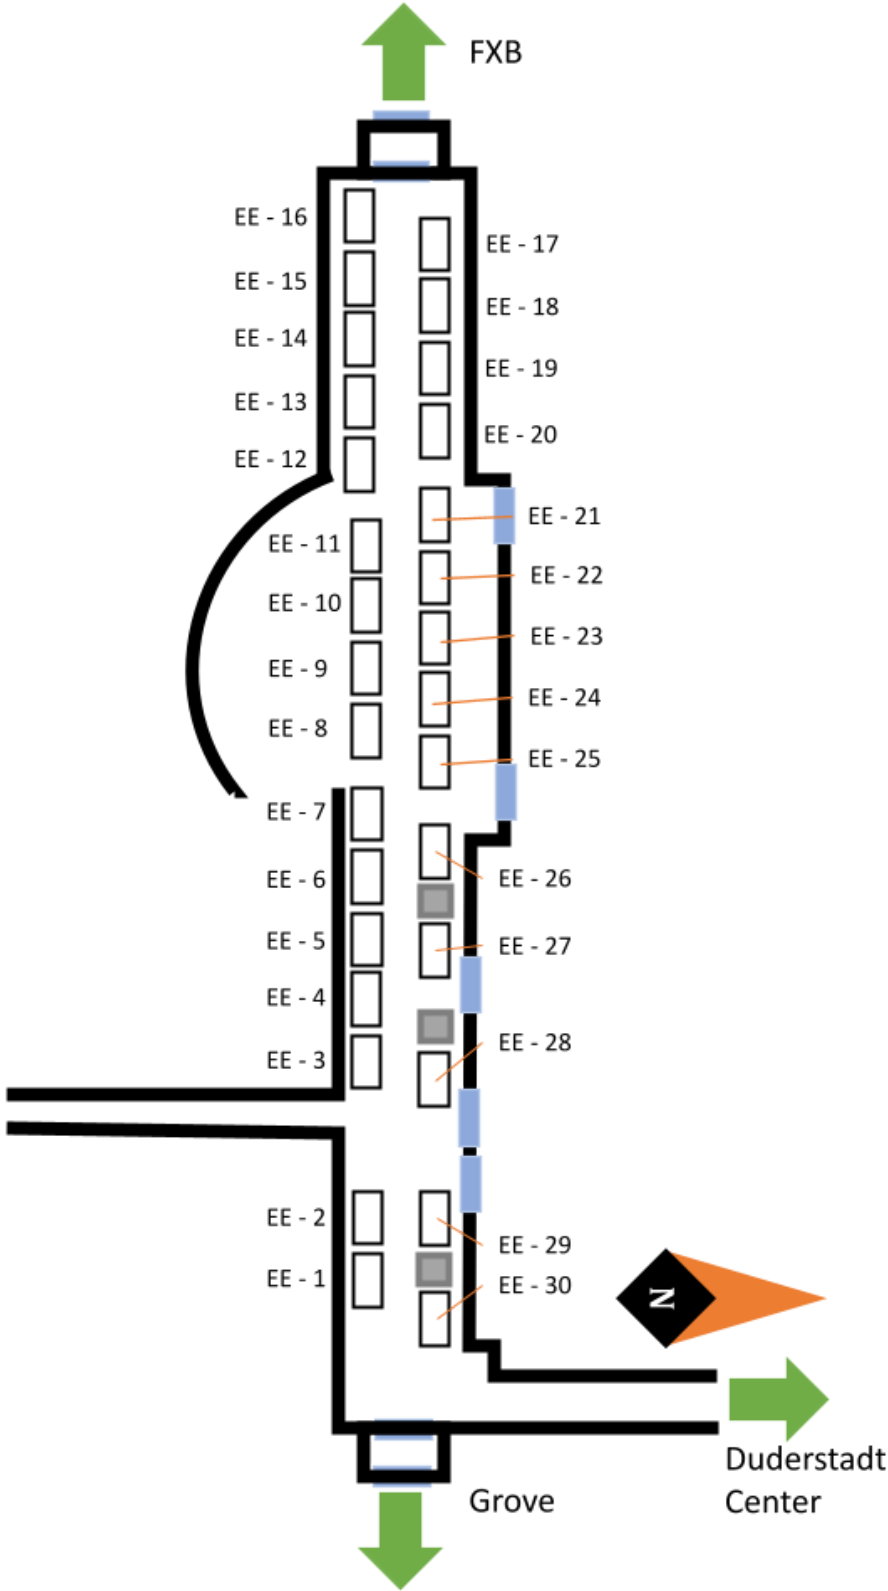 FXB
EE - 16
EE - 17
EE - 15
EE - 18
EE - 14
EE - 19
EE - 13
EE - 20
EE - 12
EE - 21
EE - 11
EE - 22
EE - 10
EE - 23
EE - 9
EE - 24
EE - 8
EE - 25
EE - 7
EE - 6
EE - 26
EE - 5
EE - 27
EE - 4
EE - 28
EE - 3
EE - 2
EE - 29
EE - 1
EE - 30
N
Duderstadt
Center
Grove